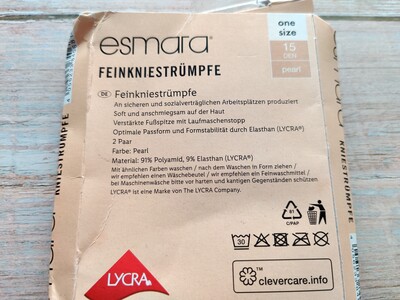 esmara®
one
size
15
DEN
pearl
FEINKNIESTRÜMPFE
DE Feinkniestrümpfe
An sicheren und sozialverträglichen Arbeitsplätzen produziert
Soft und anschmiegsam auf der Haut
Verstärkte Fußspitze mit Laufmaschenstopp
Optimale Passform und Formstabilität durch Elasthan (LYCRA®)
2 Paar
Farbe: Pearl
Material: 91% Polyamid, 9% Elasthan (LYCRA®)
Mit ähnlichen Farben waschen / nach dem Waschen in Form ziehen /
wir empfehlen einen Wäschebeutel / wir empfehlen ein Feinwaschmittel /
bei Maschinenwäsche bitte vor harten und kantigen Gegenständen schützen.
LYCRA® ist eine Marke von The LYCRA Company.
81
C/PAP
30
LYCRA
™
clevercare.info
KNIESTRÜMPFE
KNIESTRÜMPFE